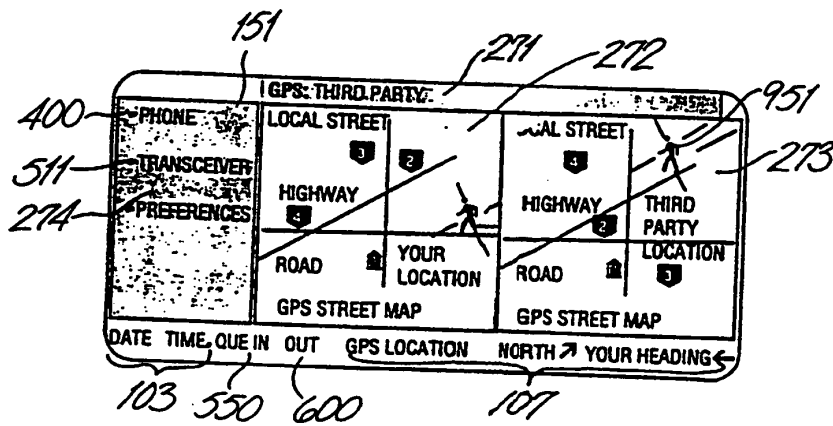 151
271
272
951
400
511
274
273
GPS: THIRD PARTY
PHONE
TRANSCEIVER
PREFERENCES
LOCAL STREET
3
2
HIGHWAY
4
ROAD
YOUR
LOCATION
GPS STREET MAP
CAL STREET
4
HIGHWAY
2
THIRD
PARTY
LOCATION
ROAD
3
GPS STREET MAP
DATE TIME QUE IN OUT GPS LOCATION NORTH ↗ YOUR HEADING ←
103
550
600
107